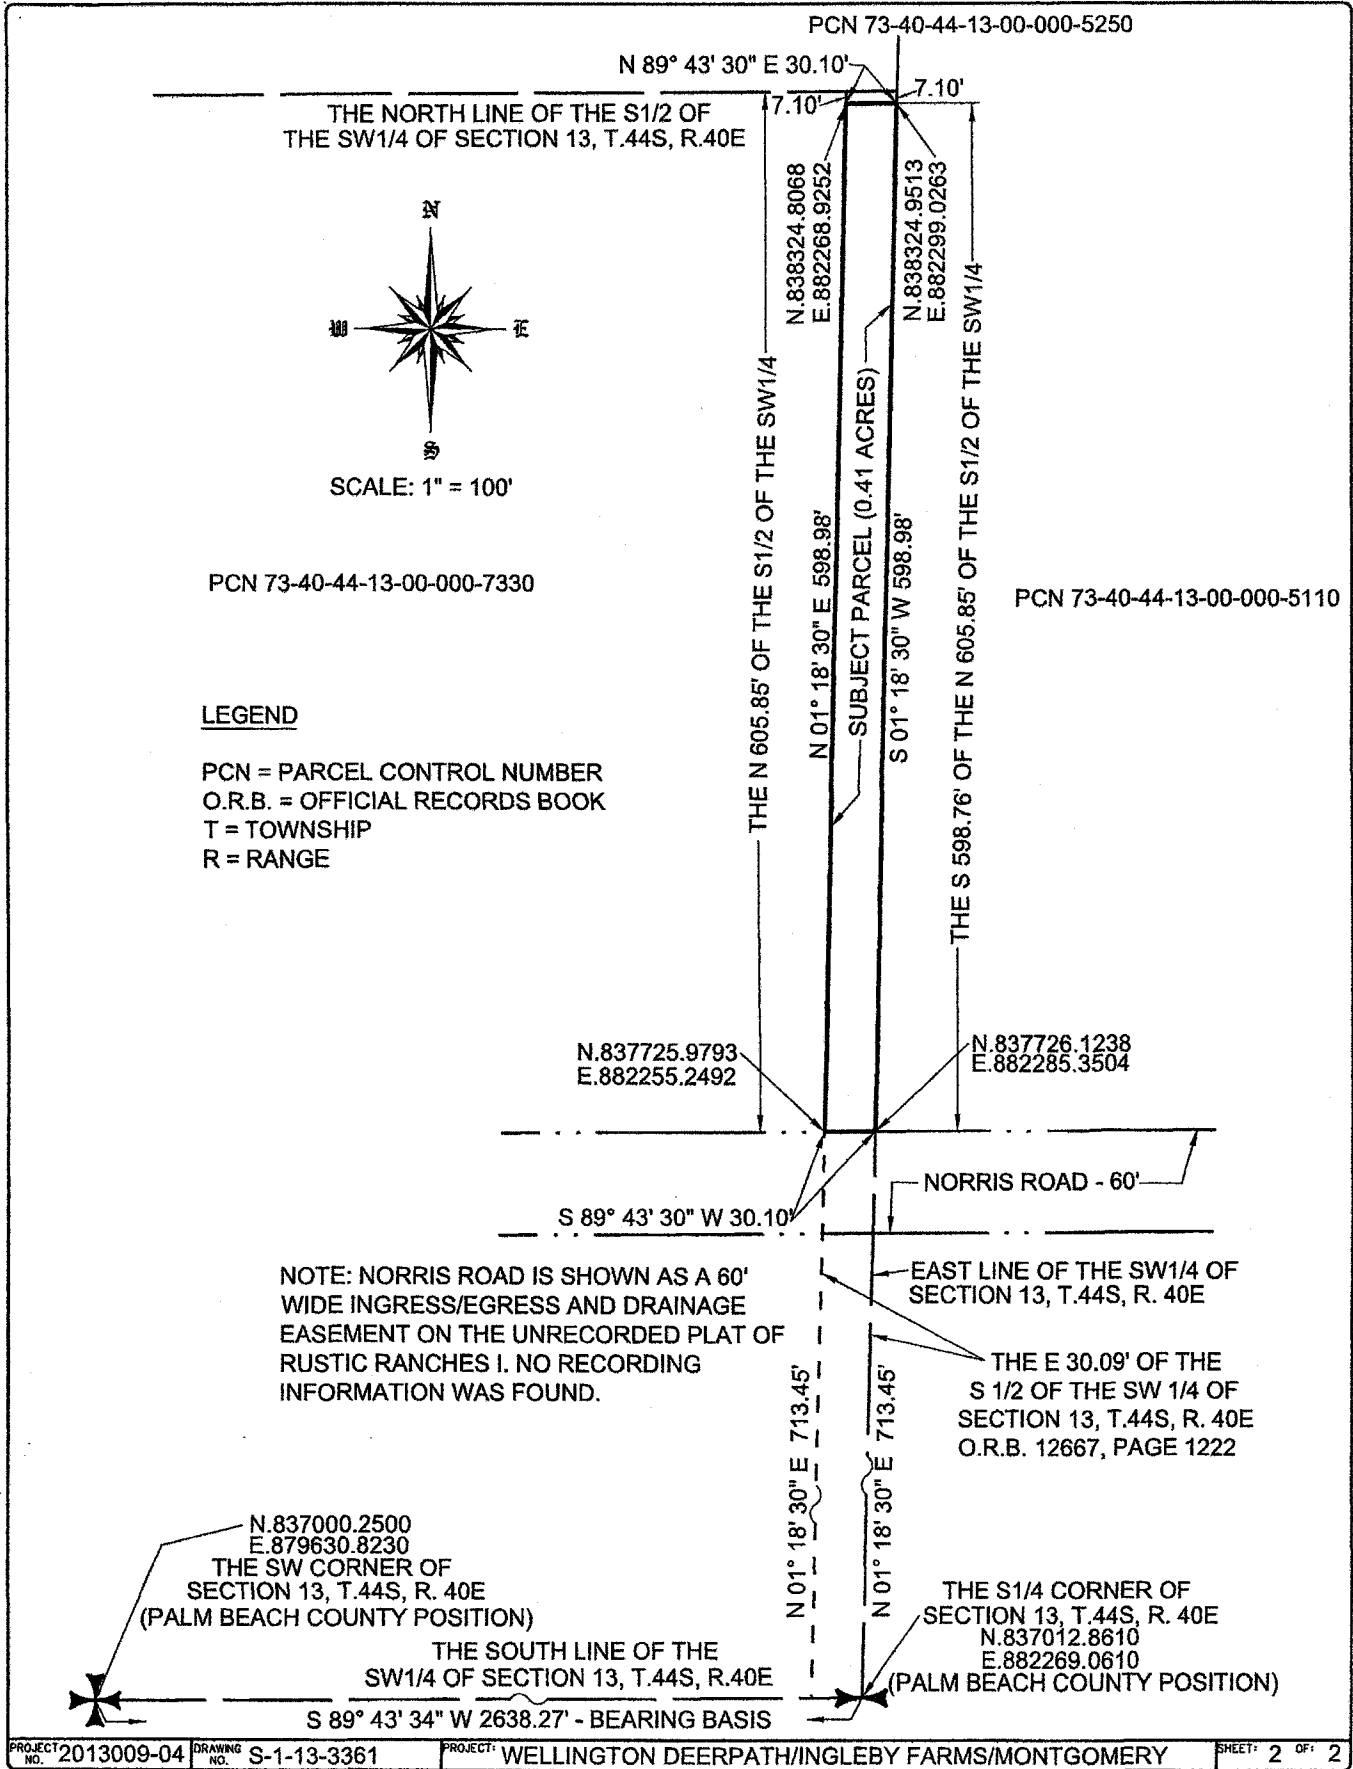 PCN 73-40-44-13-00-000-5250
N 89° 43' 30" E 30.10'
7.10'
7.10'
THE NORTH LINE OF THE S1/2 OF
THE SW1/4 OF SECTION 13, T.44S, R.40E
N.838324.8068
E.882268.9252
N.838324.9513
E.882299.0263
N
W
E
S
SCALE: 1" = 100'
THE N 605.85' OF THE S1/2 OF THE SW1/4
N 01° 18' 30" E 598.98'
SUBJECT PARCEL (0.41 ACRES)
S 01° 18' 30" W 598.98'
THE S 598.76' OF THE N 605.85' OF THE S1/2 OF THE SW1/4
PCN 73-40-44-13-00-000-7330
PCN 73-40-44-13-00-000-5110
LEGEND
PCN = PARCEL CONTROL NUMBER
O.R.B. = OFFICIAL RECORDS BOOK
T = TOWNSHIP
R = RANGE
N.837725.9793
E.882255.2492
N.837726.1238
E.882285.3504
NORRIS ROAD - 60'
S 89° 43' 30" W 30.10'
NOTE: NORRIS ROAD IS SHOWN AS A 60'
WIDE INGRESS/EGRESS AND DRAINAGE
EASEMENT ON THE UNRECORDED PLAT OF
RUSTIC RANCHES I. NO RECORDING
INFORMATION WAS FOUND.
EAST LINE OF THE SW1/4 OF
SECTION 13, T.44S, R. 40E
THE E 30.09' OF THE
S 1/2 OF THE SW 1/4 OF
SECTION 13, T.44S, R. 40E
O.R.B. 12667, PAGE 1222
N 01° 18' 30" E 713.45'
N 01° 18' 30" E 713.45'
N.837000.2500
E.879630.8230
THE SW CORNER OF
SECTION 13, T.44S, R. 40E
(PALM BEACH COUNTY POSITION)
THE S1/4 CORNER OF
SECTION 13, T.44S, R. 40E
N.837012.8610
E.882269.0610
(PALM BEACH COUNTY POSITION)
THE SOUTH LINE OF THE
SW1/4 OF SECTION 13, T.44S, R.40E
S 89° 43' 34" W 2638.27' - BEARING BASIS
PROJECT NO. 2013009-04 DRAWING NO. S-1-13-3361 PROJECT: WELLINGTON DEERPATH/INGLEBY FARMS/MONTGOMERY SHEET: 2 OF: 2